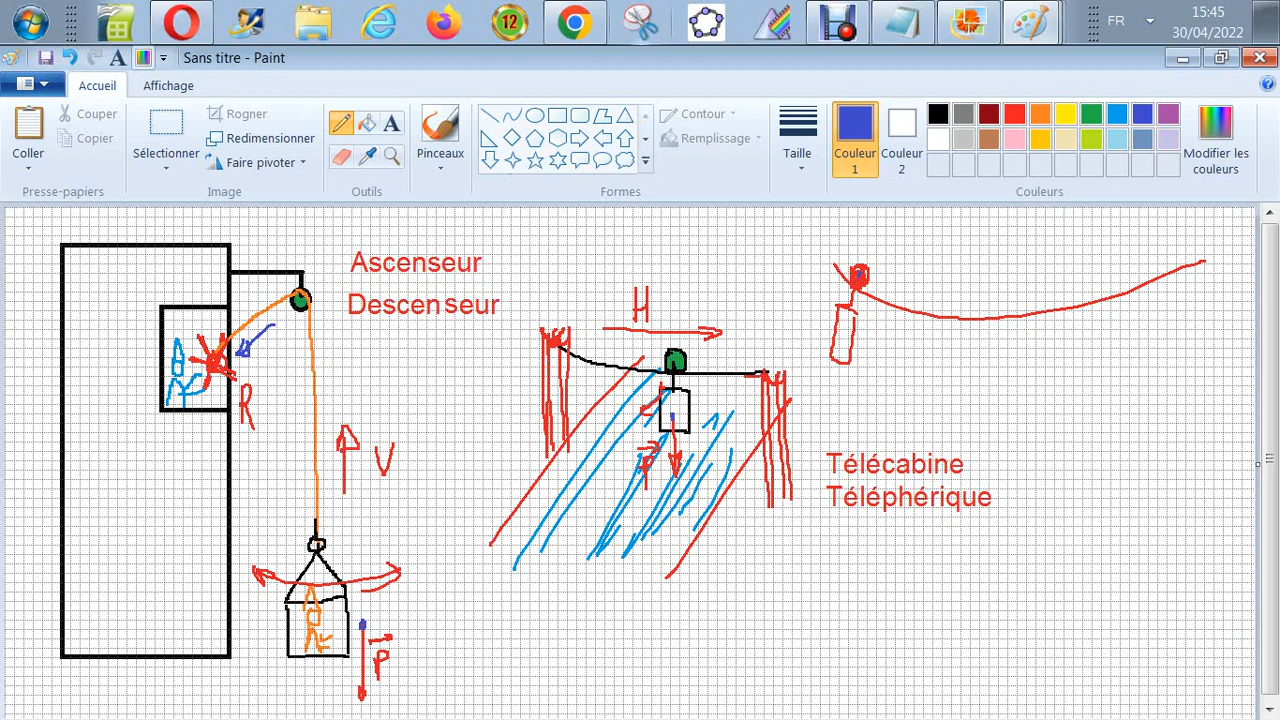 12
FR
15:45
30/04/2022
Sans titre - Paint
Accueil
Affichage
Coller
Couper
Copier
Presse-papiers
Sélectionner
Rogner
Redimensionner
Faire pivoter
Image
A
Outils
Pinceaux
Contour
Remplissage
Formes
Taille
Couleur
1
Couleur
2
Modifier les
couleurs
Couleurs
Ascenseur
Descenseur
H
R
V
P
P
Télécabine
Téléphérique